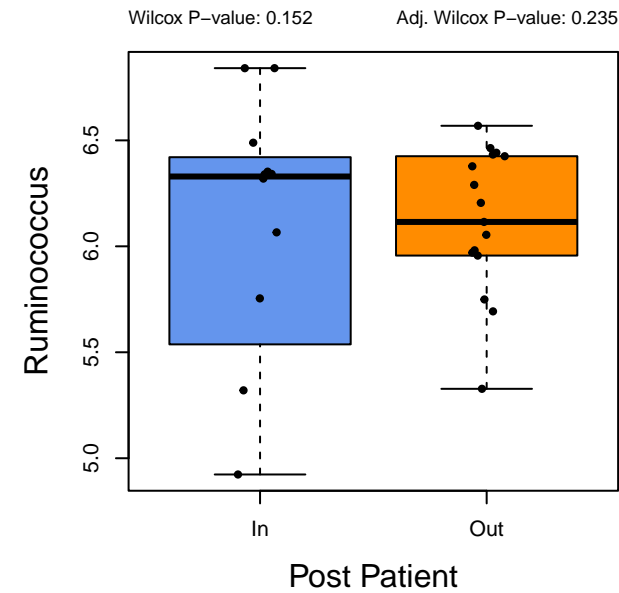 Wilcox P−value: 0.152 Adj. Wilcox P−value: 0.235
Ruminococcus
6.5
6.0
5.5
5.0
In Out
Post Patient